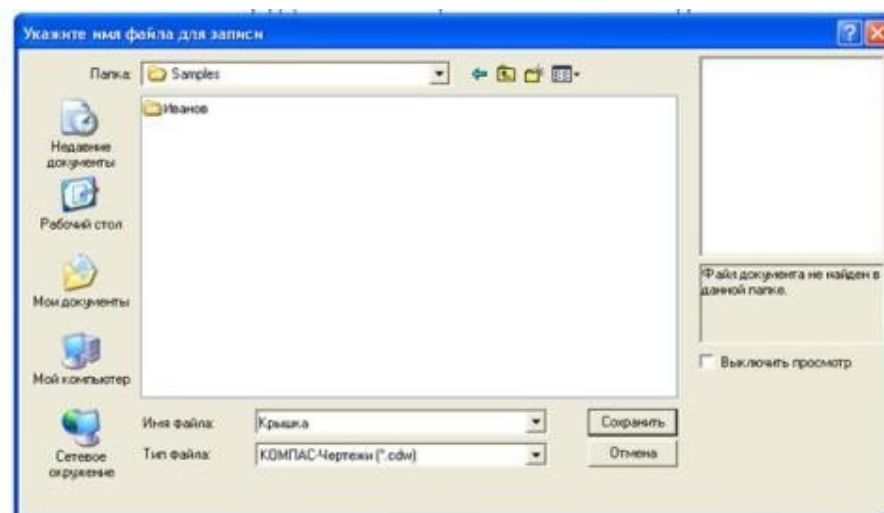 Укажите имя файла для записи
Папка: Samples
Иванов
Недавние
документы
Рабочий стол
Мои документы
Мой компьютер
Сетевое
окружение
Файл документа не найден в
данной папке.
Выключить просмотр
Имя файла: Крышка Сохранить
Тип файла: КОМПАС-Чертежи (*.cdw) Отмена